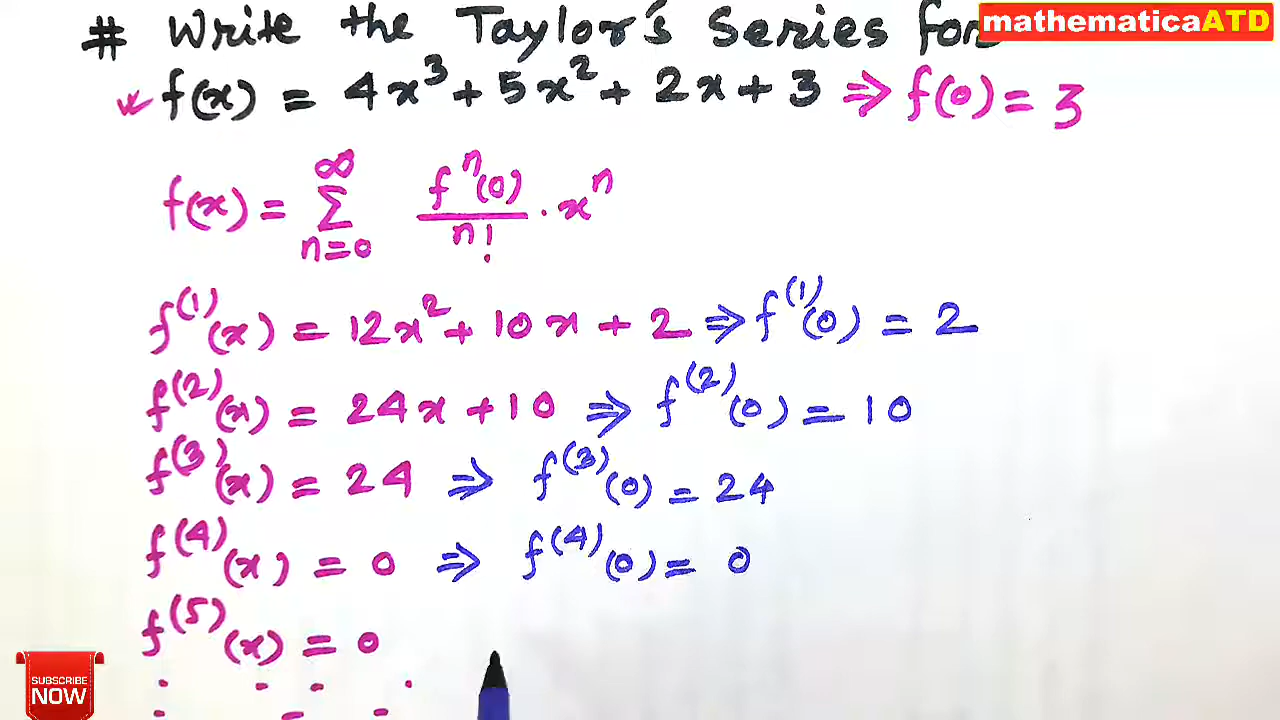 # Write the Taylor's Series for
mathematicaATD
f(x) = 4x³ + 5x² + 2x + 3 ⇒ f(0) = 3
f(x) = ∑_{n=0}^{∞} fⁿ(0)/n! · xⁿ
f⁽¹⁾(x) = 12x² + 10x + 2 ⇒ f⁽¹⁾(0) = 2
f⁽²⁾(x) = 24x + 10 ⇒ f⁽²⁾(0) = 10
f⁽³⁾(x) = 24 ⇒ f⁽³⁾(0) = 24
f⁽⁴⁾(x) = 0 ⇒ f⁽⁴⁾(0) = 0
f⁽⁵⁾(x) = 0
SUBSCRIBE
NOW